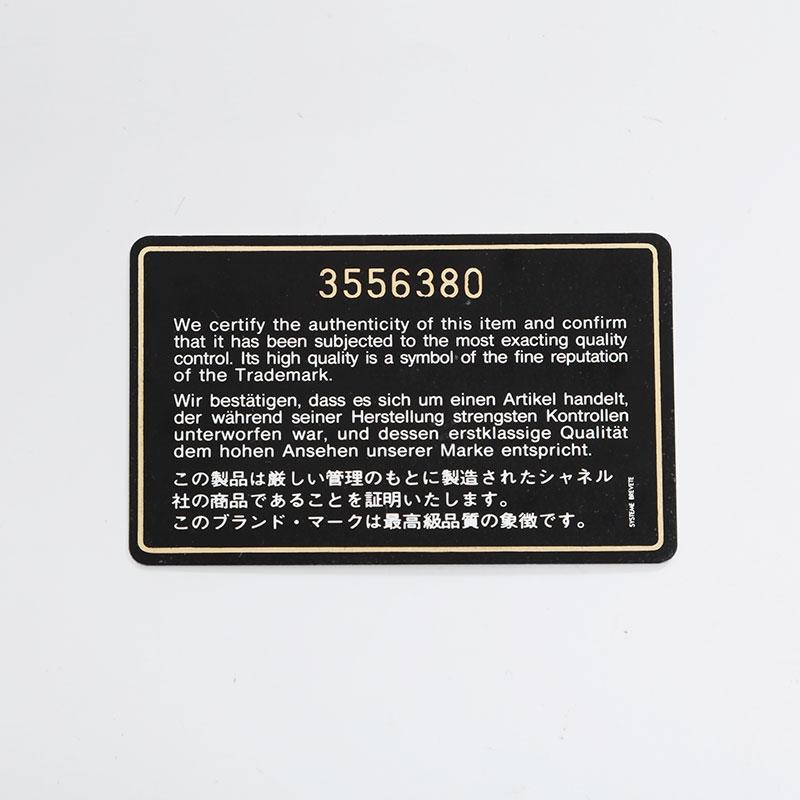 3556380
We certify the authenticity of this item and confirm
that it has been subjected to the most exacting quality
control. Its high quality is a symbol of the fine reputation
of the Trademark.
Wir bestätigen, dass es sich um einen Artikel handelt,
der während seiner Herstellung strengsten Kontrollen
unterworfen war, und dessen erstklassige Qualität
dem hohen Ansehen unserer Marke entspricht.
この製品は厳しい管理のもとに製造されたシャネル
社の商品であることを証明いたします。
このブランド・マークは最高級品質の象徴です。
SYSTEME BREVETE